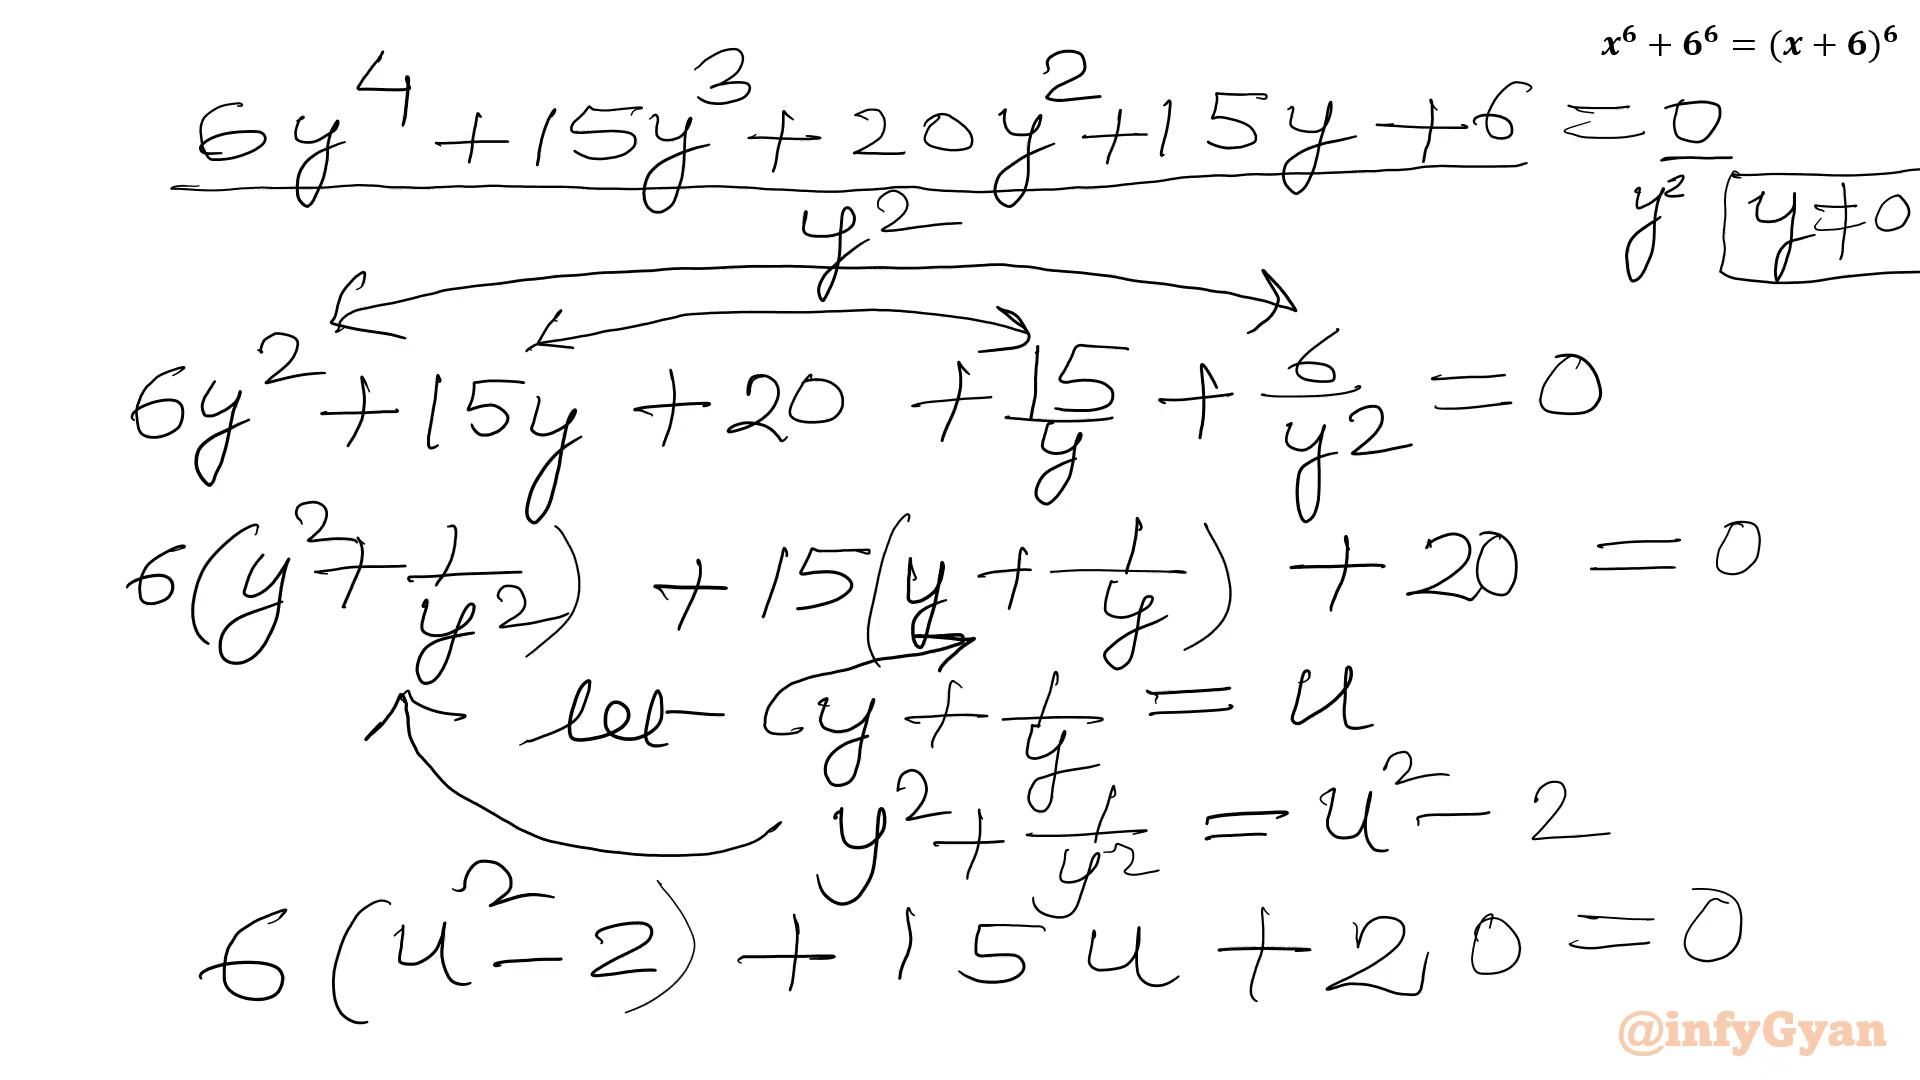 x⁶ + 6⁶ = (x + 6)⁶
6y⁴ + 15y³ + 20y² + 15y + 6 = 0
y² y² y ≠ 0
6y² + 15y + 20 + 15/y + 6/y² = 0
6(y² + 1/y²) + 15(y + 1/y) + 20 = 0
let y + 1/y = u
y² + 1/y² = u² - 2
6(u² - 2) + 15u + 20 = 0
@infyGyan